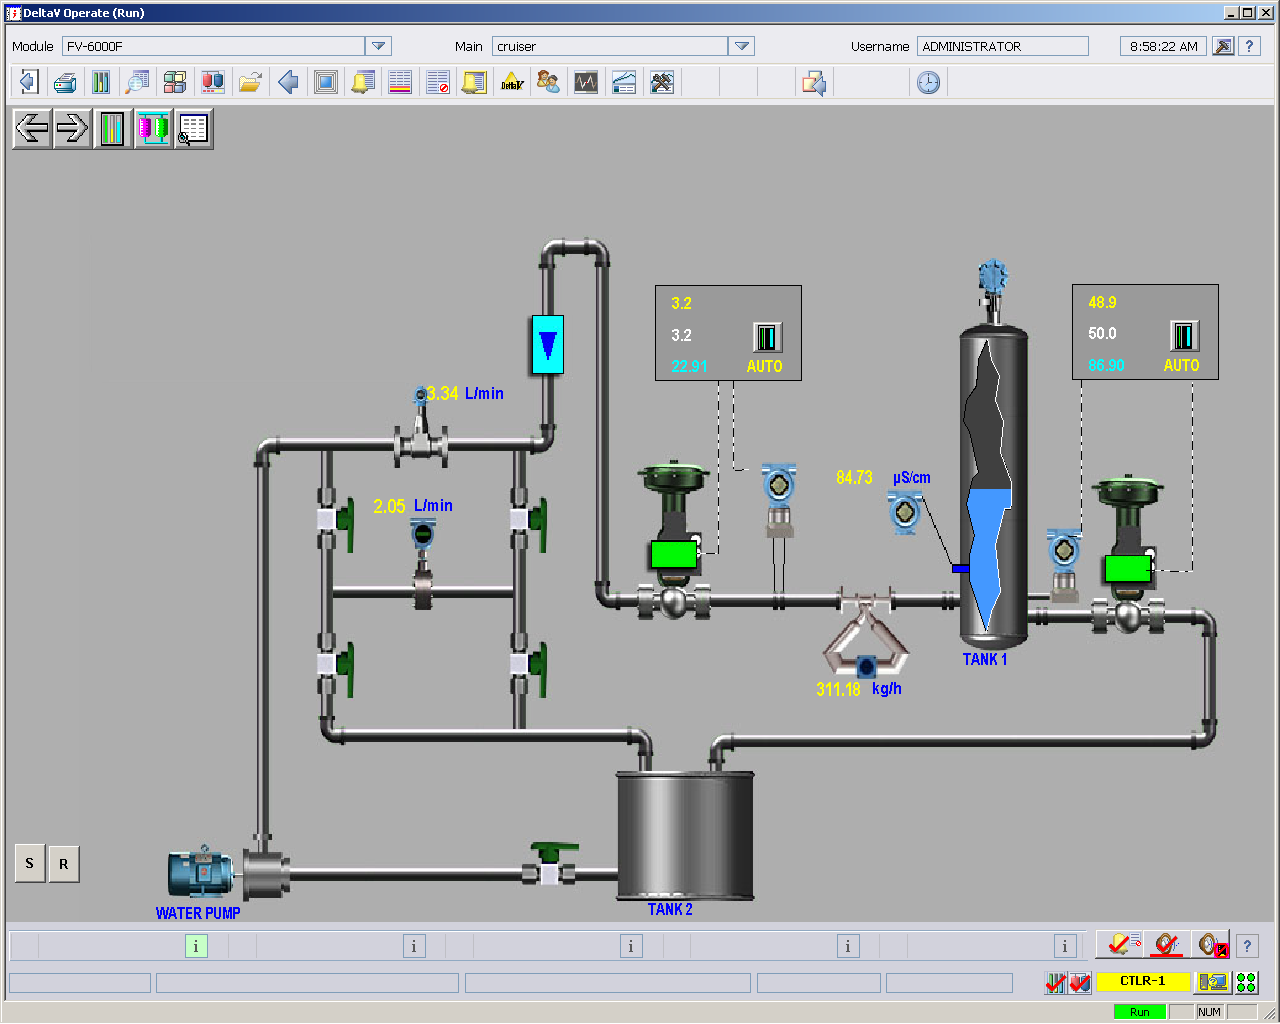 DeltaV Operate (Run)
Module FV-6000F Main cruiser Username ADMINISTRATOR 8:58:22 AM ?
DeltaV
3.2
3.2
22.91 AUTO
48.9
50.0
86.90 AUTO
3.34 L/min
2.05 L/min
84.73 µS/cm
TANK 1
311.18 kg/h
S R
WATER PUMP
TANK 2
i i i i i ?
CTLR-1
Run NUM